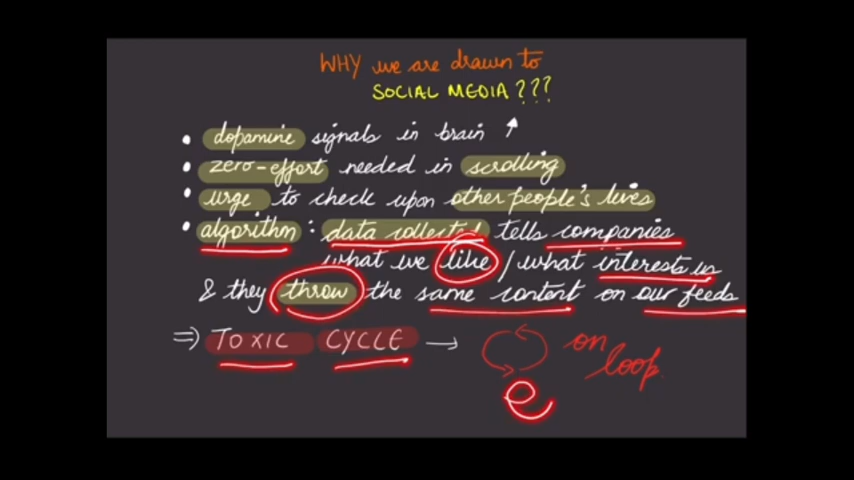 WHY we are drawn to
SOCIAL MEDIA ???
• dopamine signals in brain ↑
• zero-effort needed in scrolling
• urge to check upon other people's lives
• algorithm : data collected tells companies
what we like / what interests us
& they throw the same content on our feeds
⇒ TOXIC CYCLE → on
loop.
e